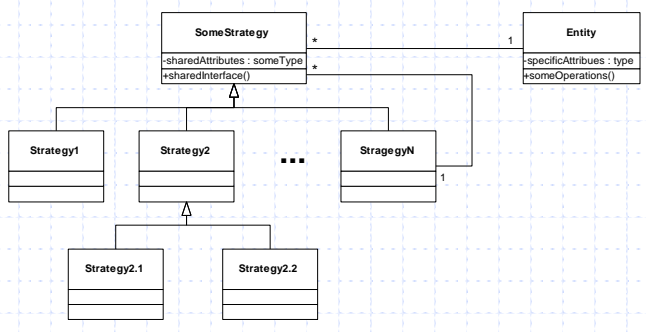 SomeStrategy
Entity
*
1
-sharedAttributes : someType
-specificAttribues : type
*
+sharedInterface()
+someOperations()
Strategy1
Strategy2
...
StragegyN
1
Strategy2.1
Strategy2.2